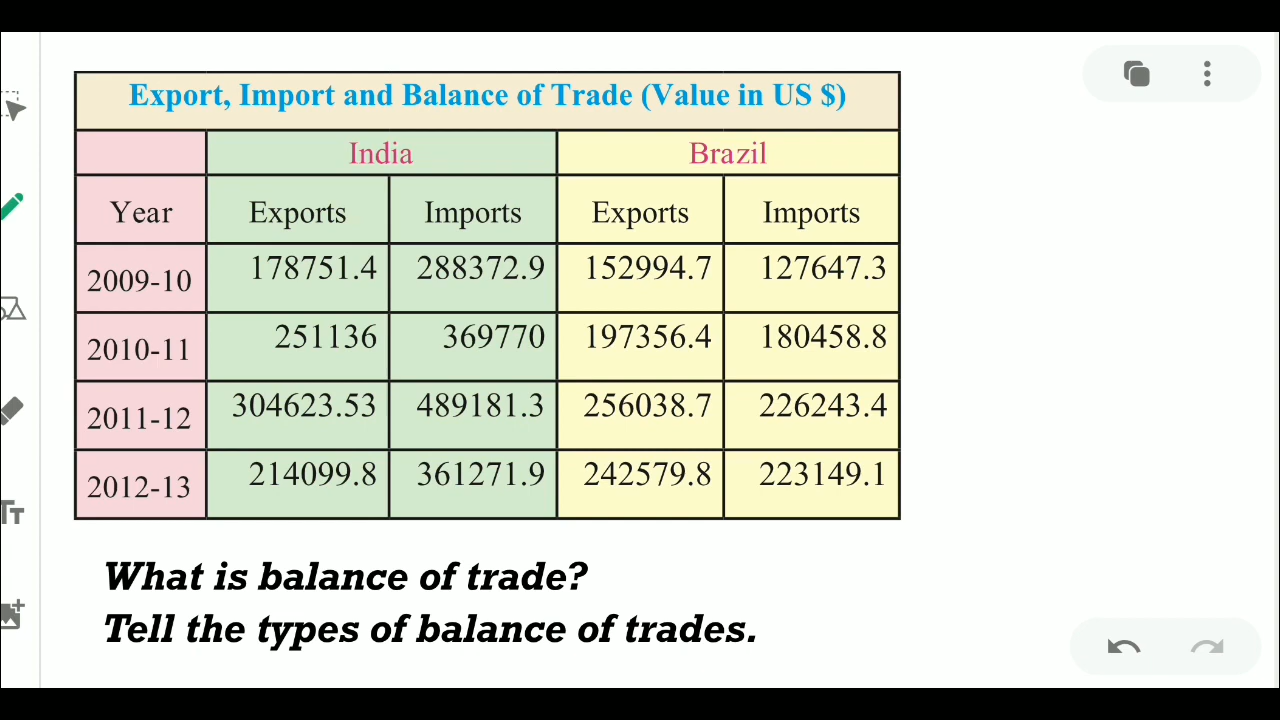 Export, Import and Balance of Trade (Value in US $)
India Brazil
Year Exports Imports Exports Imports
2009-10 178751.4 288372.9 152994.7 127647.3
2010-11 251136 369770 197356.4 180458.8
2011-12 304623.53 489181.3 256038.7 226243.4
2012-13 214099.8 361271.9 242579.8 223149.1
What is balance of trade?
Tell the types of balance of trades.
Tт